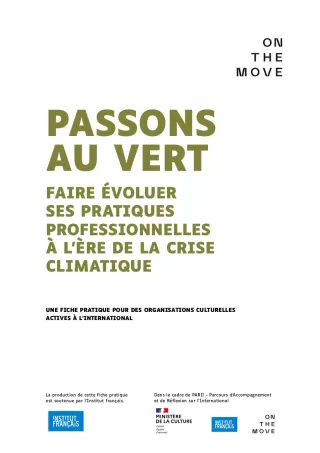 ON
THE
MOVE
PASSONS
AU VERT
FAIRE ÉVOLUER
SES PRATIQUES
PROFESSIONNELLES
À L'ÈRE DE LA CRISE
CLIMATIQUE
UNE FICHE PRATIQUE POUR DES ORGANISATIONS CULTURELLES
ACTIVES À L'INTERNATIONAL
La production de cette fiche pratique
est soutenue par l'Institut français.
Dans le cadre de PARI! - Parcours d'Accompagnement
et de Réflexion sur l'International
INSTITUT
FRANÇAIS
MINISTÈRE
DE LA CULTURE
Liberté
Égalité
Fraternité
INSTITUT
FRANÇAIS
ON
THE
MOVE